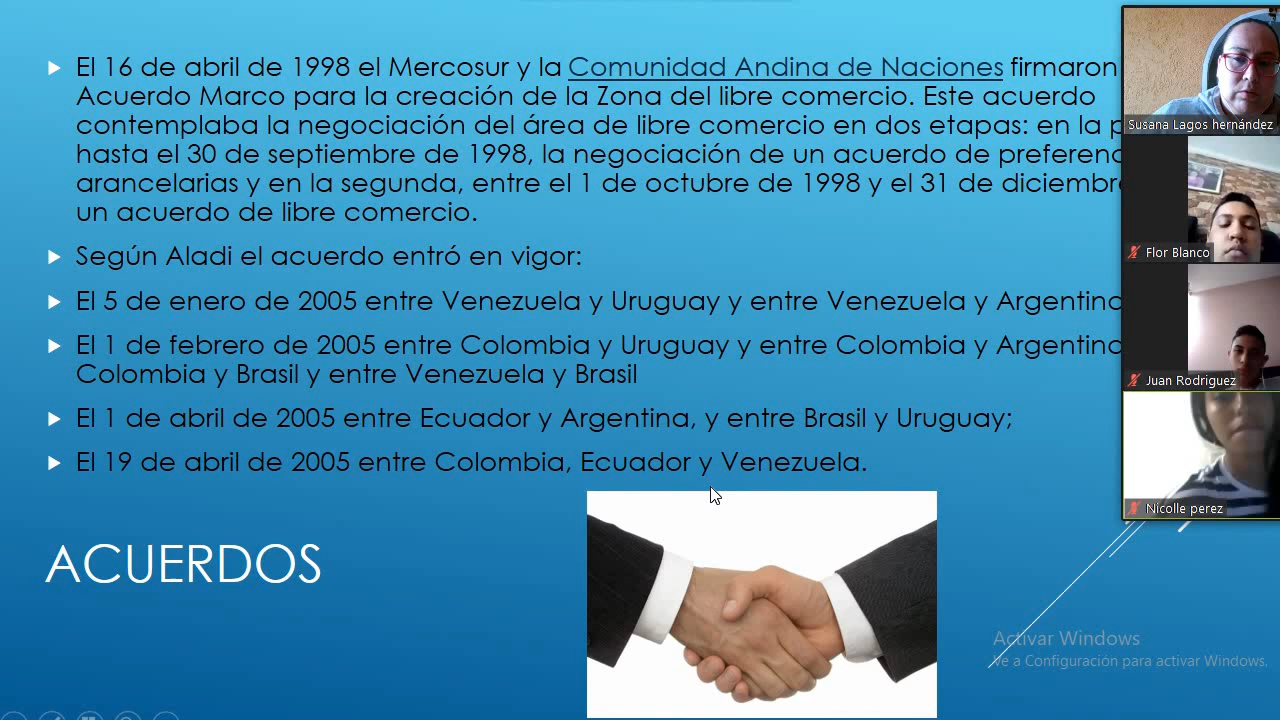 El 16 de abril de 1998 el Mercosur y la Comunidad Andina de Naciones firmaron
Acuerdo Marco para la creación de la Zona del libre comercio. Este acuerdo
contemplaba la negociación del área de libre comercio en dos etapas: en la
hasta el 30 de septiembre de 1998, la negociación de un acuerdo de
arancelarias y en la segunda, entre el 1 de octubre de 1998 y el 31 de
un acuerdo de libre comercio.
Según Aladi el acuerdo entró en vigor:
El 5 de enero de 2005 entre Venezuela y Uruguay y entre Venezuela y Argentina
El 1 de febrero de 2005 entre Colombia y Uruguay y entre Colombia y Argentina
Colombia y Brasil y entre Venezuela y Brasil
El 1 de abril de 2005 entre Ecuador y Argentina, y entre Brasil y Uruguay;
El 19 de abril de 2005 entre Colombia, Ecuador y Venezuela.
ACUERDOS
Susana Lagos hernández
Flor Blanco
Juan Rodriguez
Nicolle perez
Activar Windows
Ve a Configuración para activar Windows.